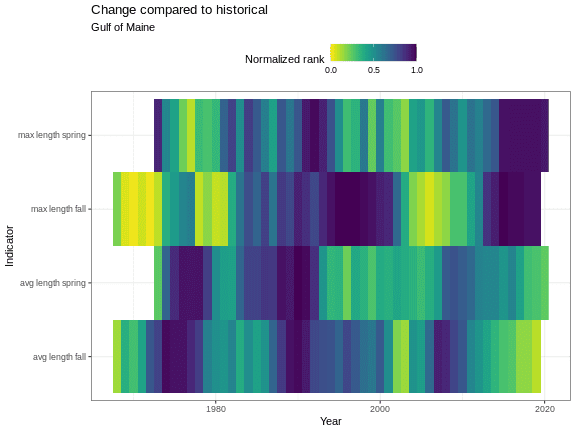 Change compared to historical
Gulf of Maine
Normalized rank
0.0 0.5 1.0
max length spring
max length fall
avg length spring
avg length fall
Indicator
1980 2000 2020
Year